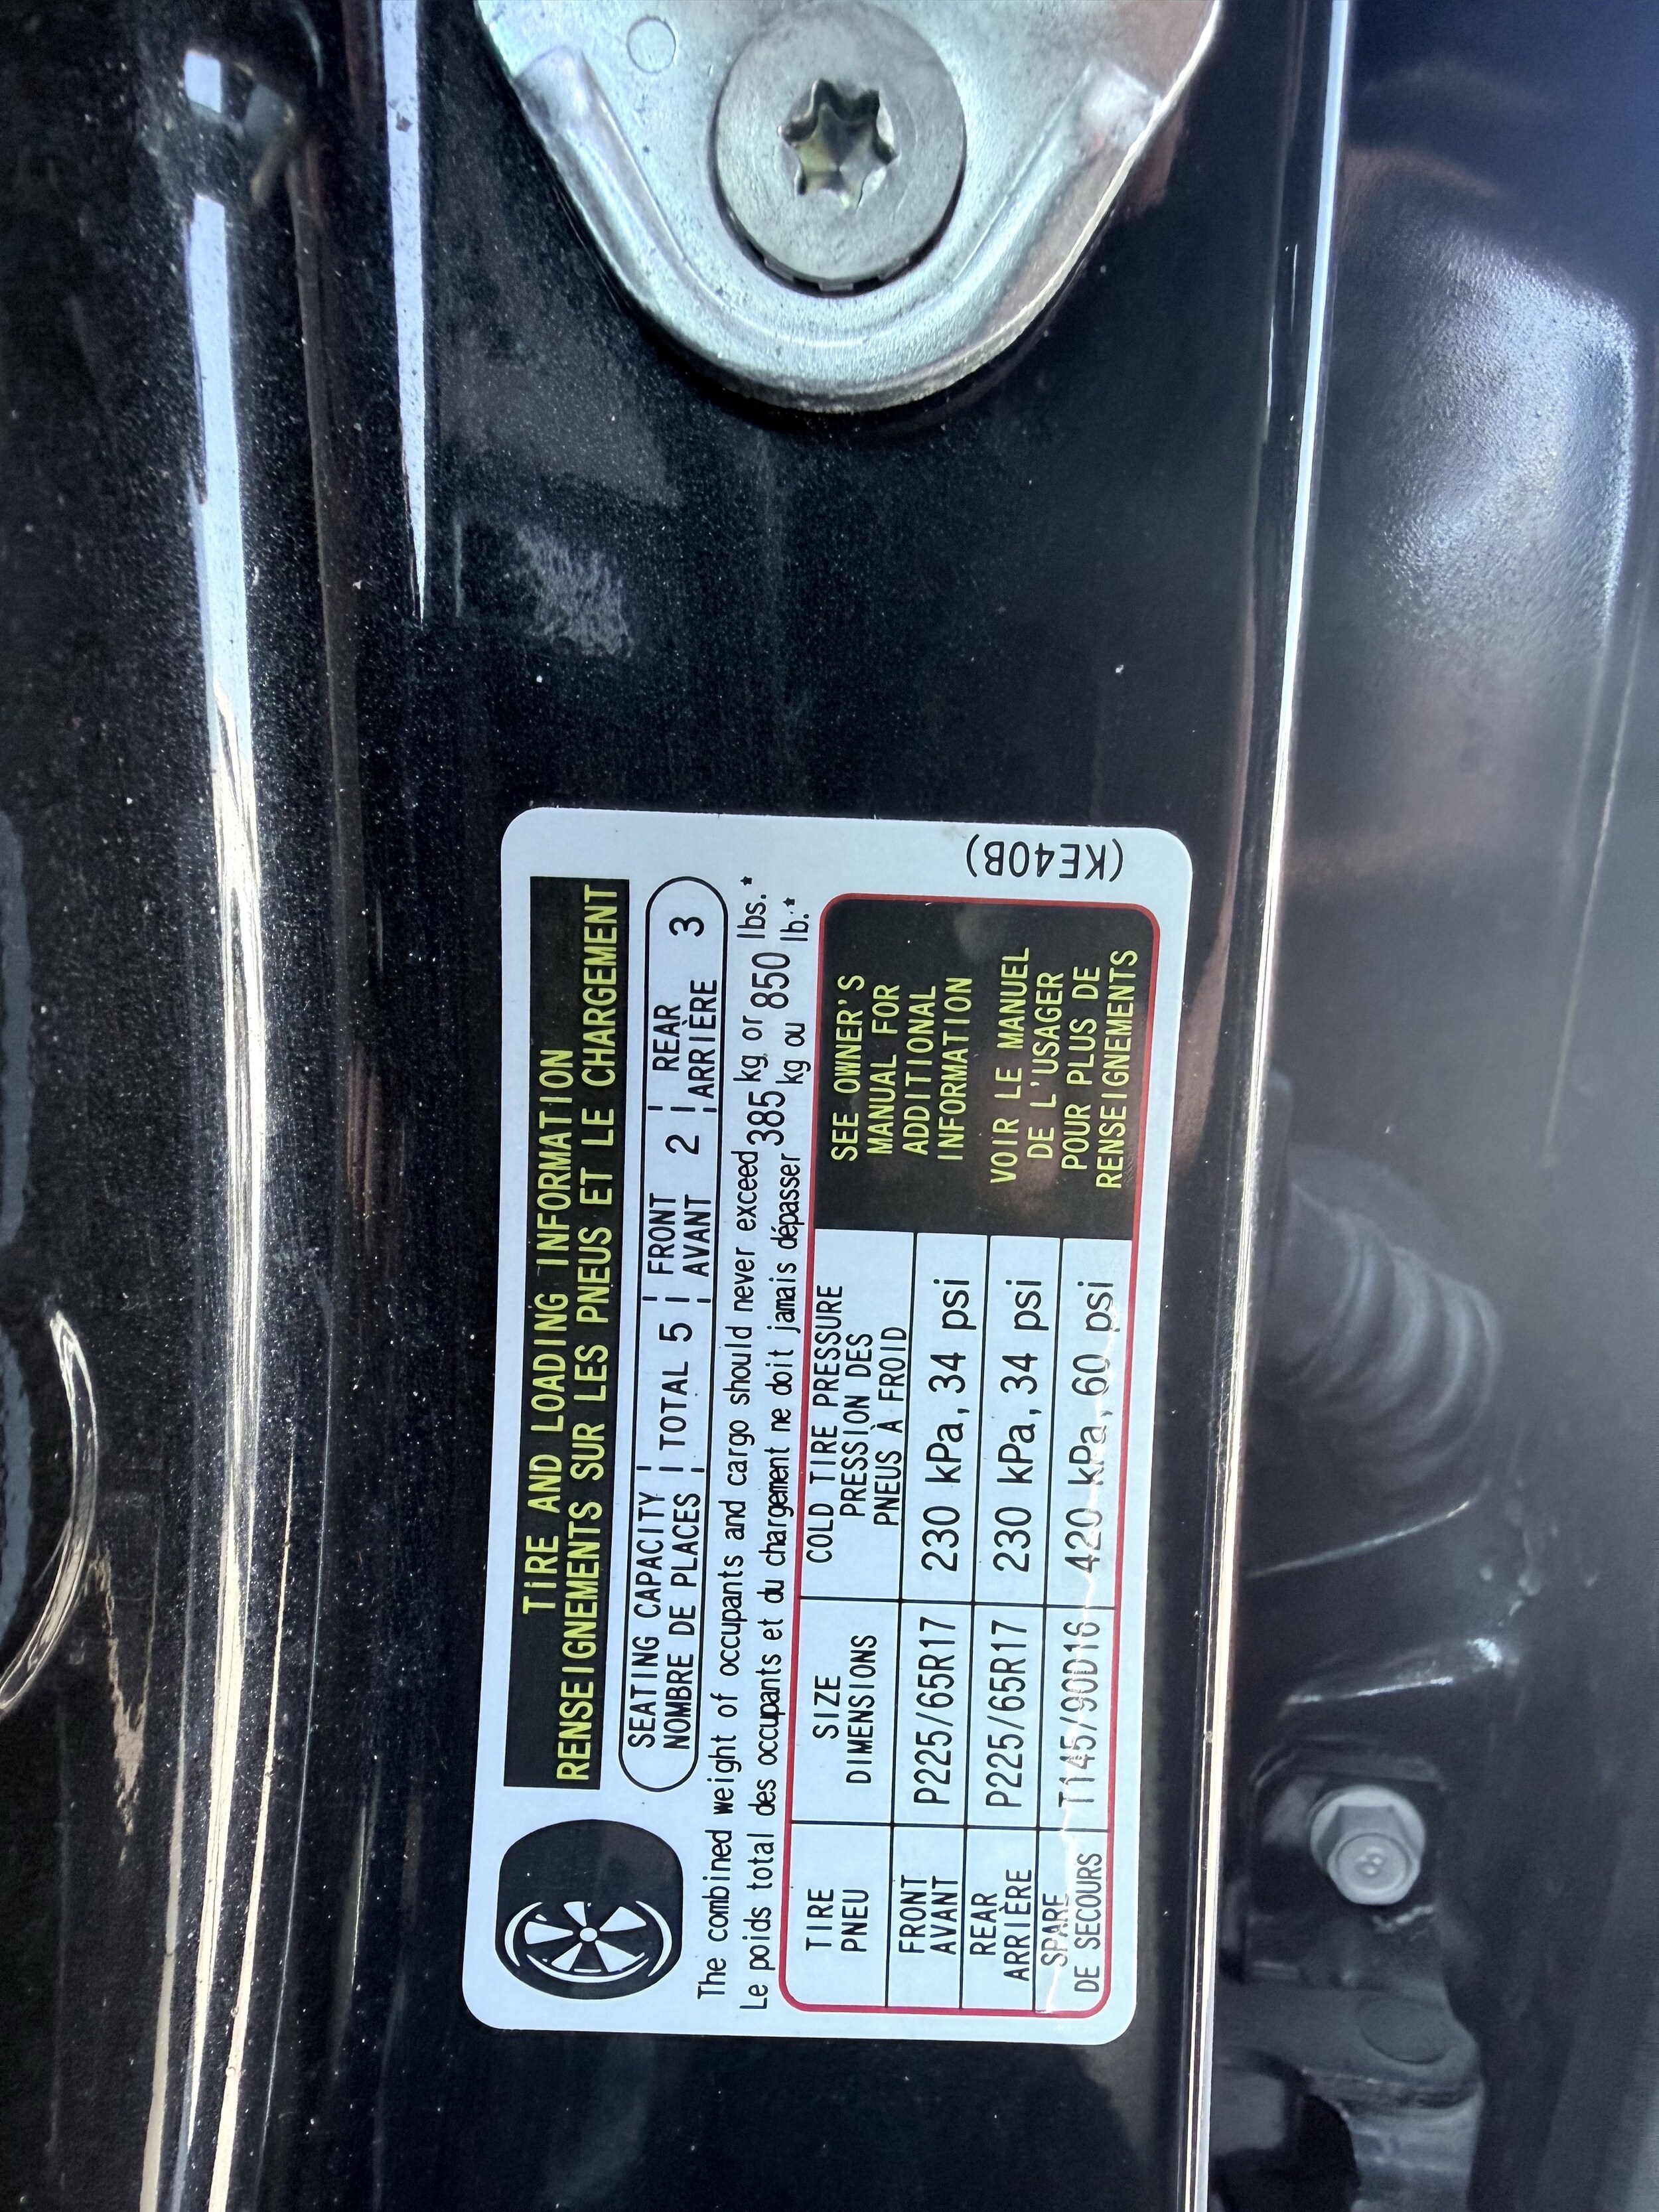 TIRE AND LOADING INFORMATION
RENSEIGNEMENTS SUR LES PNEUS ET LE CHARGEMENT
SEATING CAPACITY TOTAL 5 FRONT 2 REAR 3
NOMBRE DE PLACES AVANT ARRIÈRE
The combined weight of occupants and cargo should never exceed 385 kg or 850 lbs.*
Le poids total des occupants et du chargement ne doit jamais dépasser kg ou lb.*
TIRE SIZE COLD TIRE PRESSURE
PNEU DIMENSIONS PRESSION DES
PNEUS À FROID
FRONT
AVANT P225/65R17 230 kPa, 34 psi
REAR
ARRIÈRE P225/65R17 230 kPa, 34 psi
SPARE
DE SECOURS T145/90D16 420 kPa, 60 psi
SEE OWNER'S
MANUAL FOR
ADDITIONAL
INFORMATION
VOIR LE MANUEL
DE L'USAGER
POUR PLUS DE
RENSEIGNEMENTS
(KE40B)